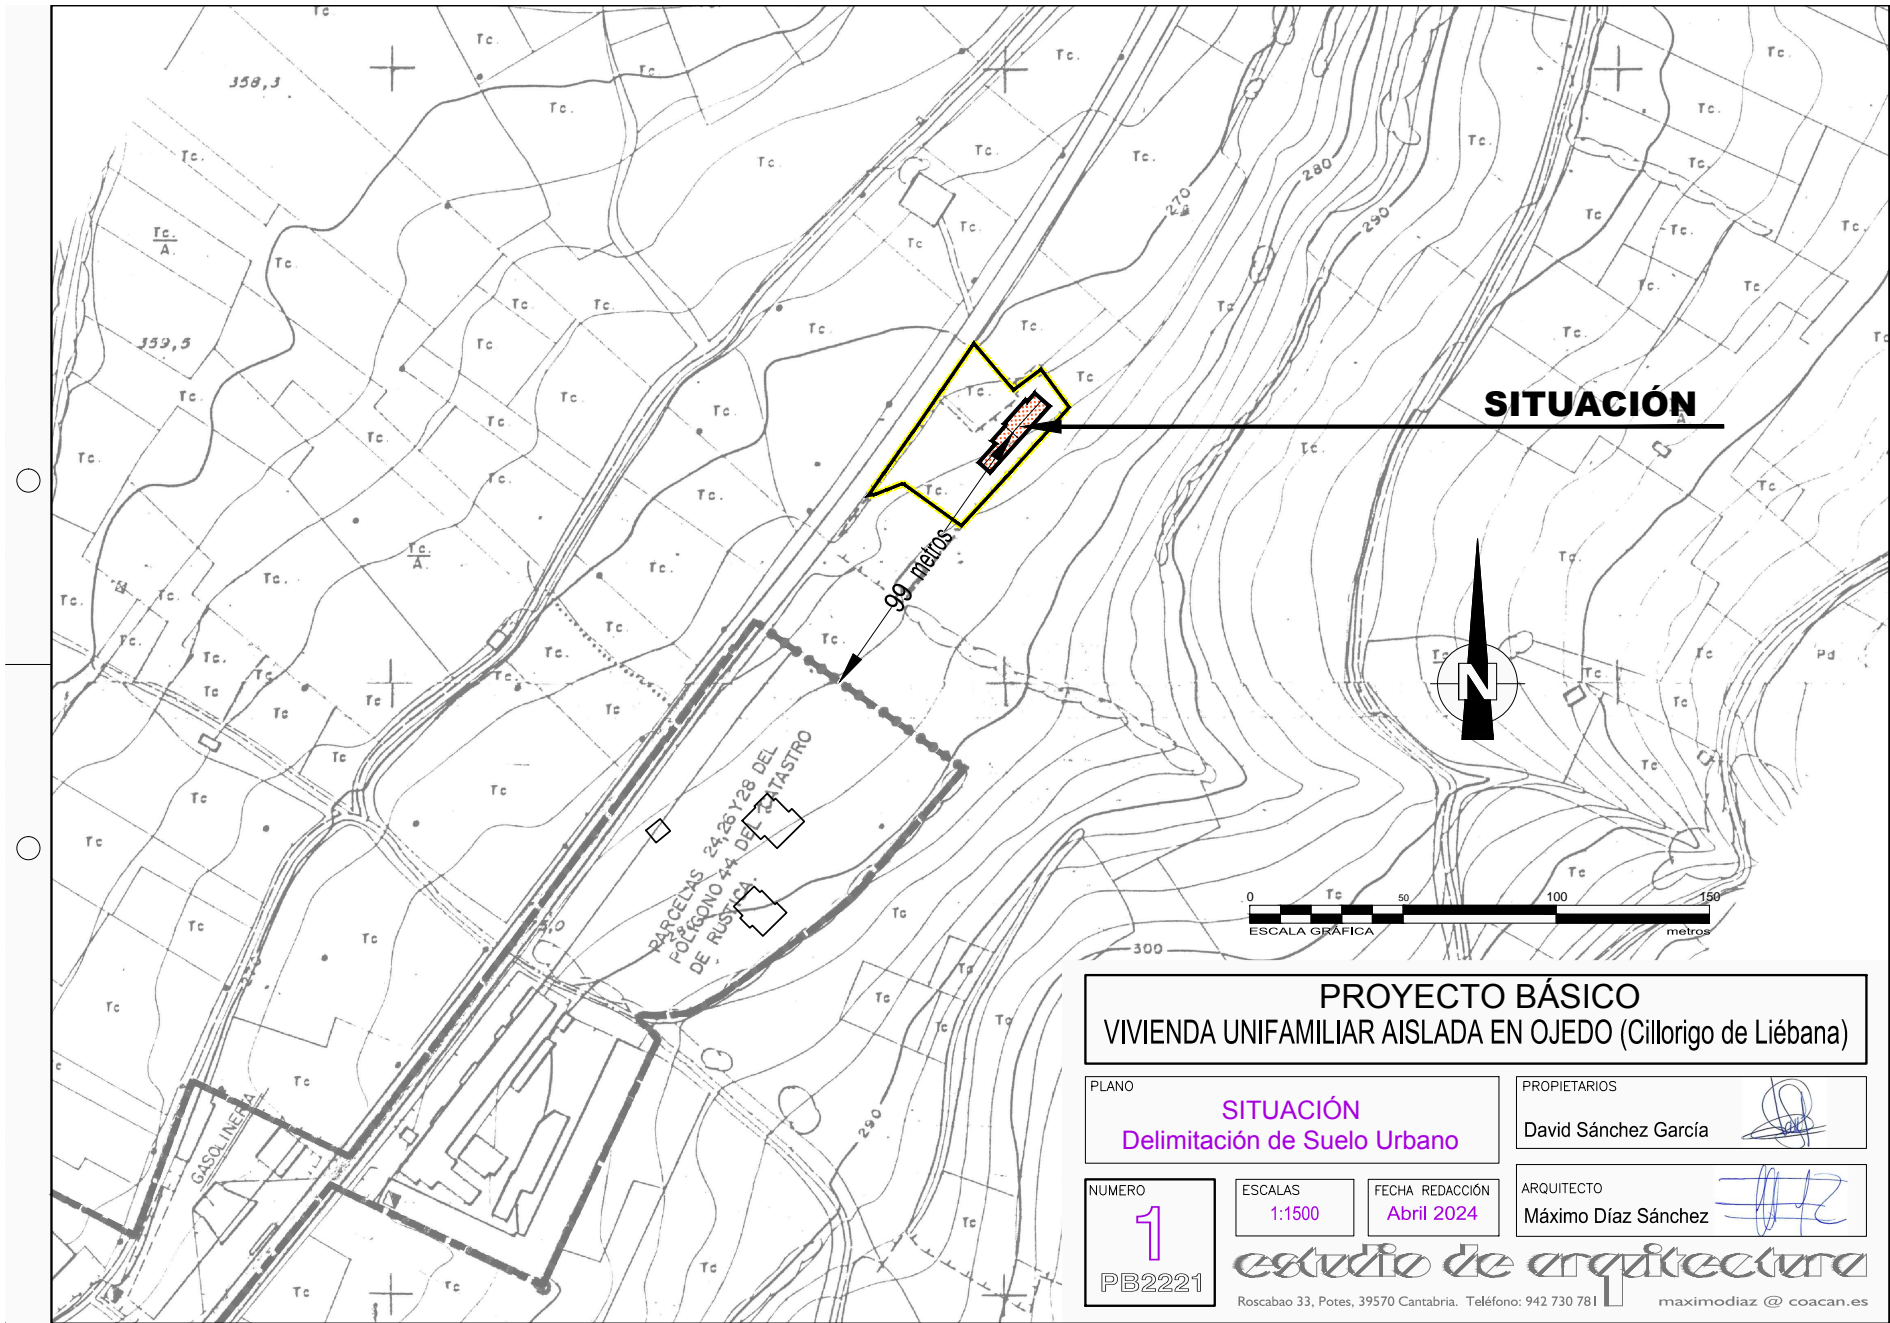 358,3
359,5
270
280
290
SITUACIÓN
99 metros
N
PARCELAS 24,26 Y 28 DEL
POLIGONO 44 DEL CATASTRO
DE RUSTICA.
GASOLINERIA
300
290
0 50 100 150
ESCALA GRÁFICA metros
PROYECTO BÁSICO
VIVIENDA UNIFAMILIAR AISLADA EN OJEDO (Cillorigo de Liébana)
PLANO
SITUACIÓN
Delimitación de Suelo Urbano
PROPIETARIOS
David Sánchez García
NUMERO
1
PB2221
ESCALAS
1:1500
FECHA REDACCIÓN
Abril 2024
ARQUITECTO
Máximo Díaz Sánchez
estudio de arquitectura
Roscabao 33, Potes, 39570 Cantabria. Teléfono: 942 730 781
maximodiaz @ coacan.es